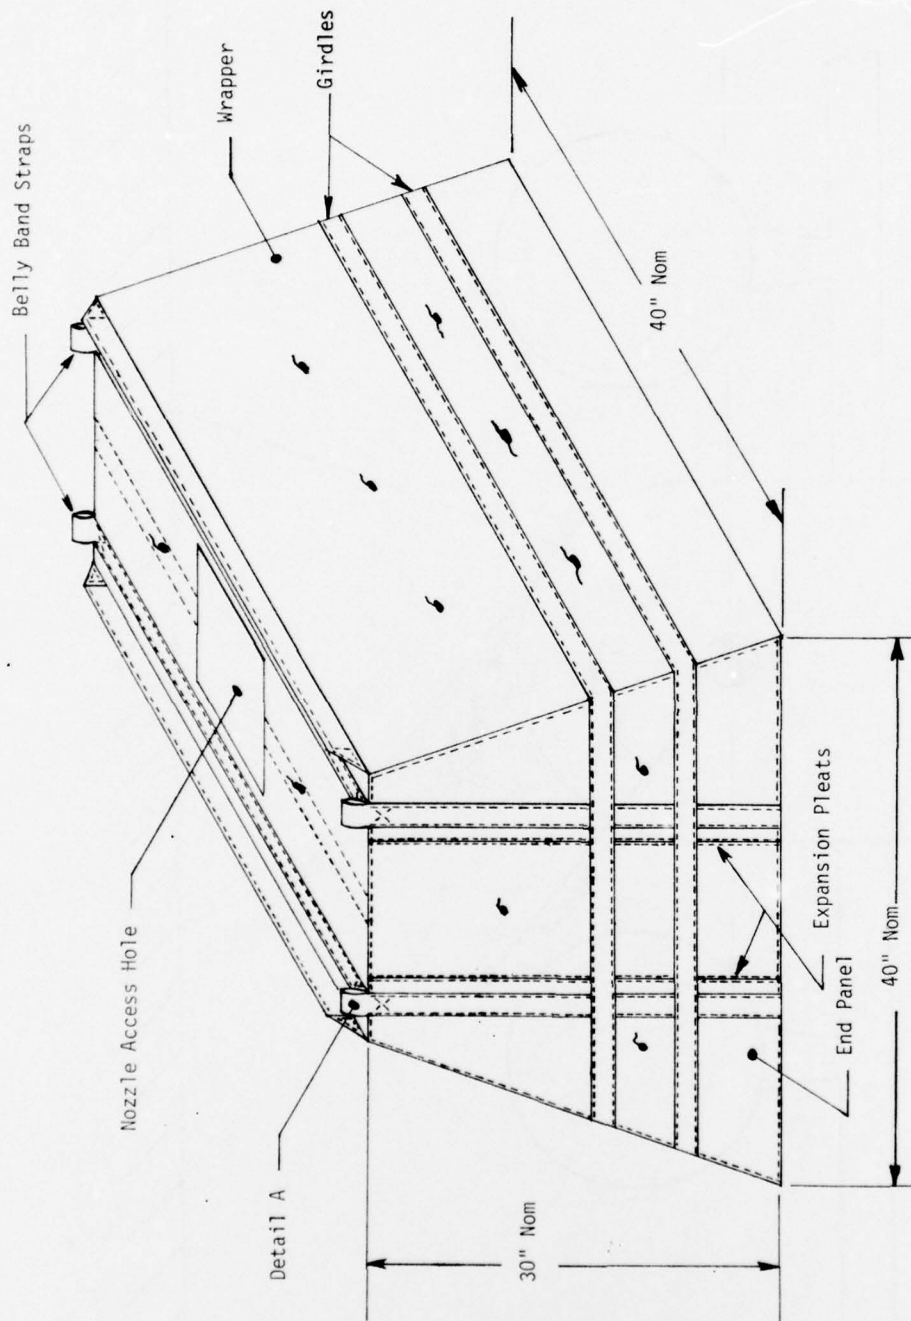 Belly Band Straps
Wrapper
Girdles
Nozzle Access Hole
40" Nom
Detail A
30" Nom
Expansion Pleats
End Panel
40" Nom